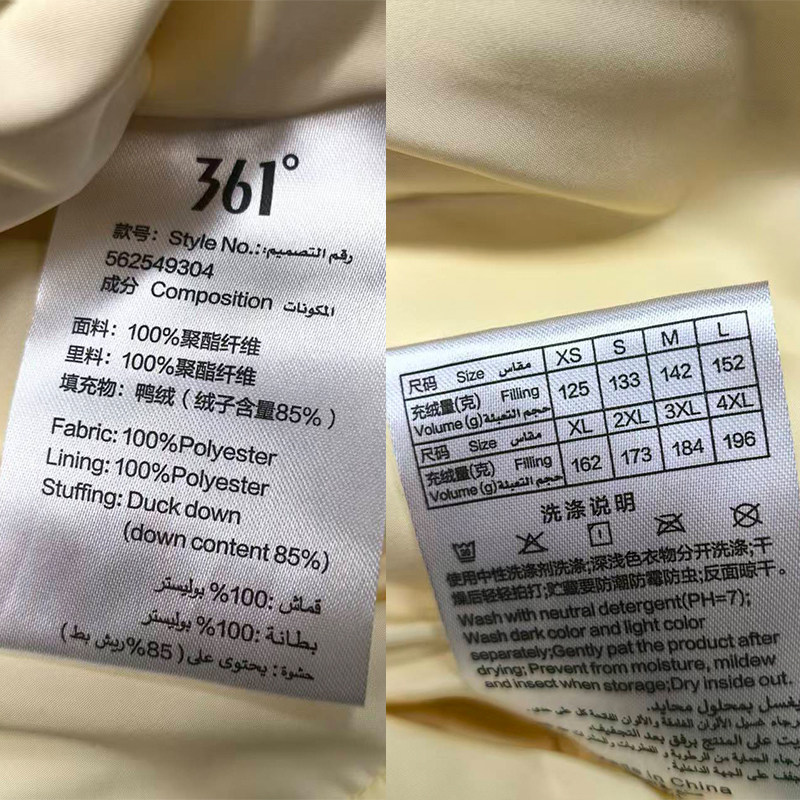 361°
款号: Style No.: رقم التصميم:
562549304
成分 Composition المكونات
面料: 100%聚酯纤维
里料: 100%聚酯纤维
填充物: 鸭绒 (绒子含量85%)
Fabric: 100%Polyester
Lining: 100%Polyester
Stuffing: Duck down
(down content 85%)
قماش: 100% بوليستر
بطانة: 100% بوليستر
حشوة: يحتوى على (85% ريش بط)
尺码 Size مقاس XS S M L
充绒量(克) Filling
Volume (g) حجم التعبئة 125 133 142 152
尺码 Size مقاس XL 2XL 3XL 4XL
充绒量(克) Filling
Volume (g) حجم التعبئة 162 173 184 196
洗涤说明
使用中性洗涤剂洗涤;深浅色衣物分开洗涤;干
燥后轻轻拍打;贮藏要防潮防霉防虫;反面晾干。
Wash with neutral detergent(PH=7);
Wash dark color and light color
separately;Gently pat the product after
drying; Prevent from moisture, mildew
and insect when storage;Dry inside out.
يغسل بمحلول محايد.
in China